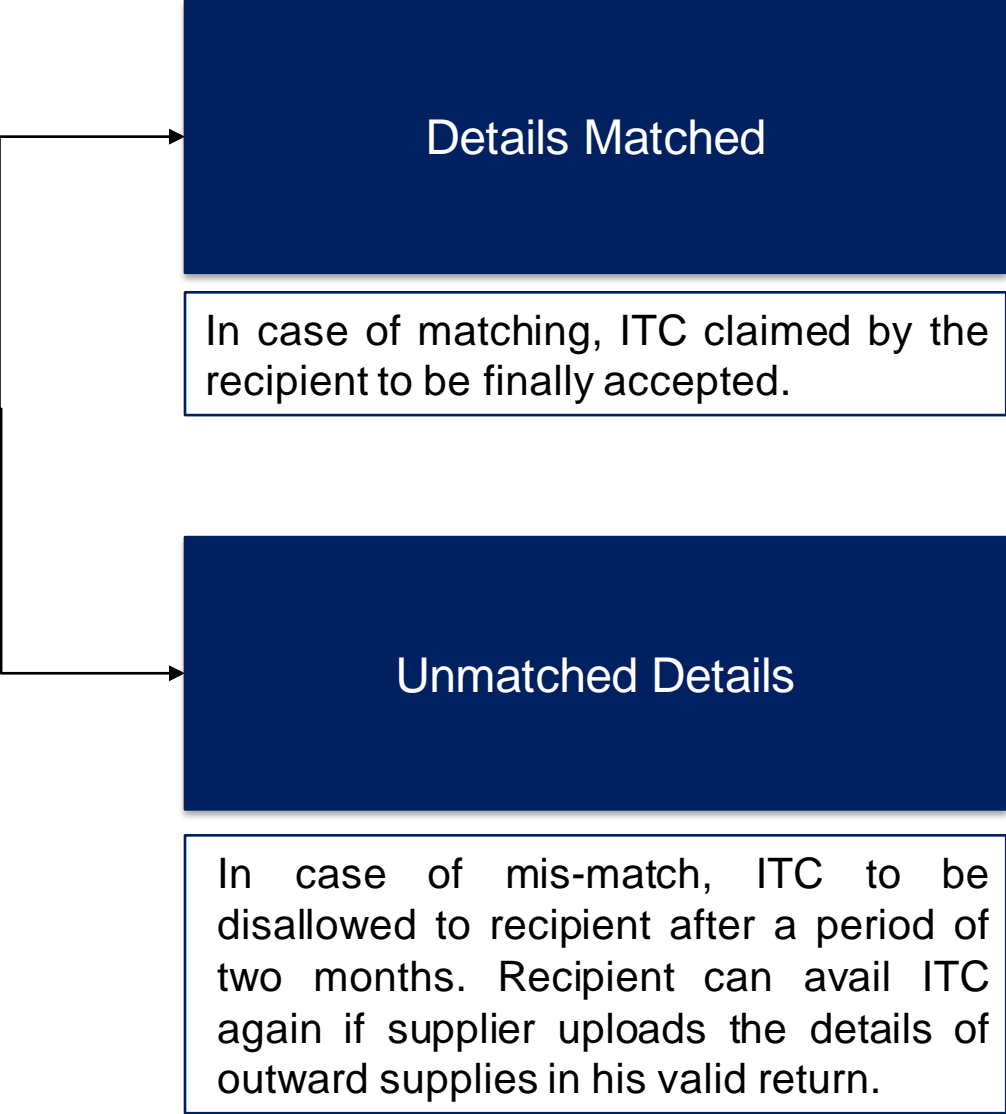 Details Matched
In case of matching, ITC claimed by the
recipient to be finally accepted.
Unmatched Details
In case of mis-match, ITC to be
disallowed to recipient after a period of
two months. Recipient can avail ITC
again if supplier uploads the details of
outward supplies in his valid return.